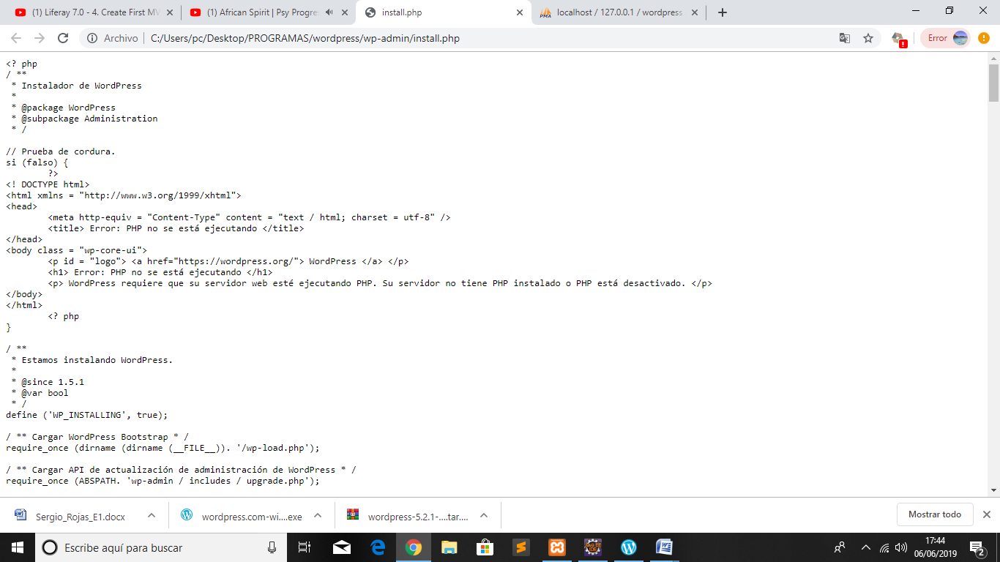 (1) Liferay 7.0 - 4. Create First MV
(1) African Spirit | Psy Progre
install.php
localhost / 127.0.0.1 / wordpress
Archivo
C:/Users/pc/Desktop/PROGRAMAS/wordpress/wp-admin/install.php
Error
<? php
/ **
* Instalador de WordPress
*
* @package WordPress
* @subpackage Administration
* /
// Prueba de cordura.
si (falso) {
?>
<! DOCTYPE html>
<html xmlns = "http://www.w3.org/1999/xhtml">
<head>
<meta http-equiv = "Content-Type" content = "text / html; charset = utf-8" />
<title> Error: PHP no se está ejecutando </title>
</head>
<body class = "wp-core-ui">
<p id = "logo"> <a href="https://wordpress.org/"> WordPress </a> </p>
<h1> Error: PHP no se está ejecutando </h1>
<p> WordPress requiere que su servidor web esté ejecutando PHP. Su servidor no tiene PHP instalado o PHP está desactivado. </p>
</body>
</html>
<? php
}
/ **
* Estamos instalando WordPress.
*
* @since 1.5.1
* @var bool
* /
define ('WP_INSTALLING', true);
/ ** Cargar WordPress Bootstrap * /
require_once (dirname (dirname (__FILE__)). '/wp-load.php');
/ ** Cargar API de actualización de administración de WordPress * /
require_once (ABSPATH. 'wp-admin / includes / upgrade.php');
Sergio_Rojas_E1.docx
wordpress.com-wi....exe
wordpress-5.2.1-....tar....
Mostrar todo
Escribe aquí para buscar
17:44
06/06/2019
2